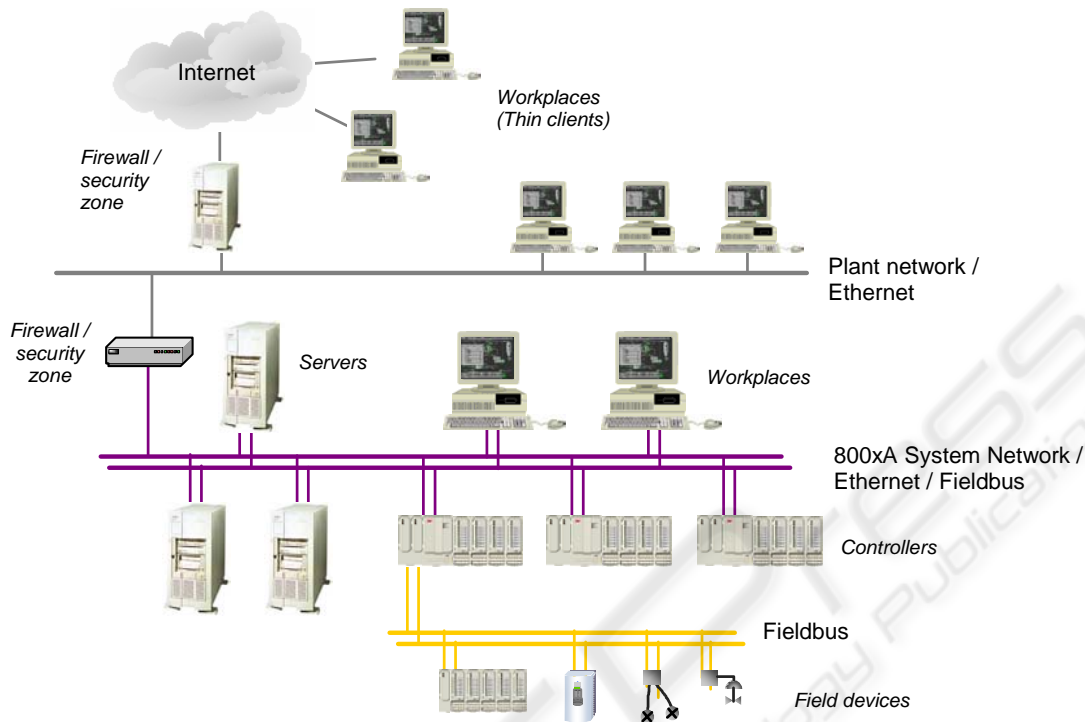 Internet
Workplaces
(Thin clients)
Firewall /
security
zone
Plant network /
Ethernet
Firewall /
security
zone
Servers
Workplaces
800xA System Network /
Ethernet / Fieldbus
Controllers
Fieldbus
Field devices